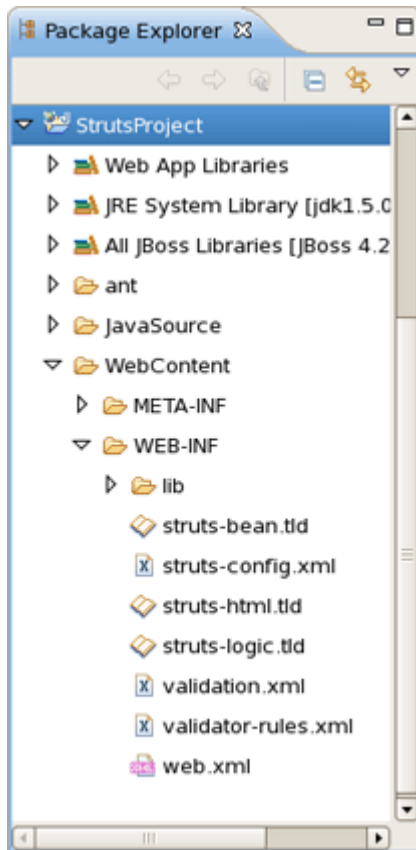 Package Explorer
StrutsProject
Web App Libraries
JRE System Library [jdk1.5.0
All JBoss Libraries [JBoss 4.2
ant
JavaSource
WebContent
META-INF
WEB-INF
lib
struts-bean.tld
struts-config.xml
struts-html.tld
struts-logic.tld
validation.xml
validator-rules.xml
web.xml